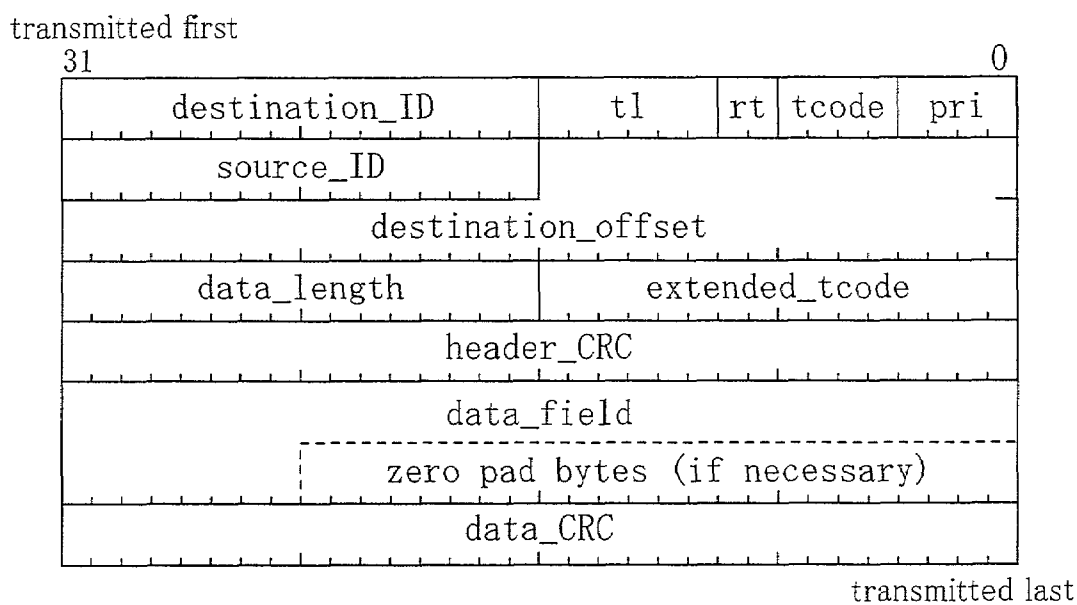 transmitted first
31 0
destination_ID tl rt tcode pri
source_ID
destination_offset
data_length extended_tcode
header_CRC
data_field
zero pad bytes (if necessary)
data_CRC
transmitted last